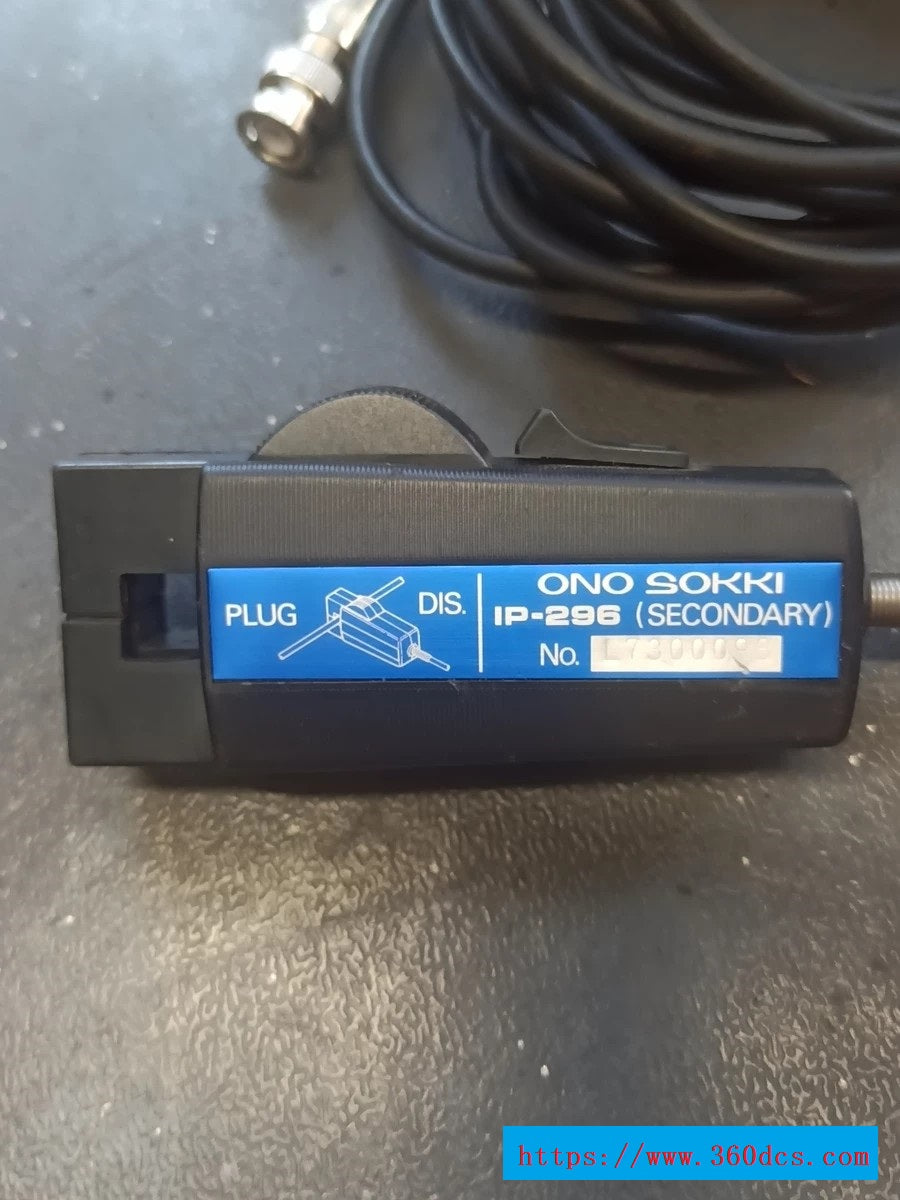 PLUG
DIS.
ONO SOKKI
IP-296 (SECONDARY)
No.
https://www.360dcs.com